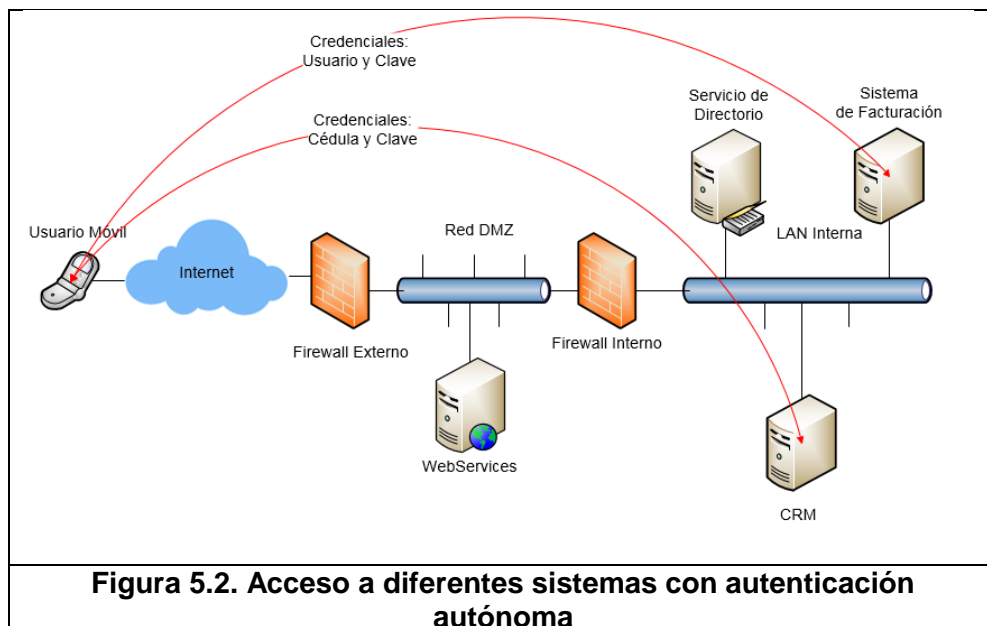 Credenciales:
Usuario y Clave
Credenciales:
Cédula y Clave
Servicio de
Directorio
Sistema
de Facturación
Usuario Móvil
Internet
Red DMZ
LAN Interna
Firewall Externo
Firewall Interno
WebServices
CRM
Figura 5.2. Acceso a diferentes sistemas con autenticación
autónoma